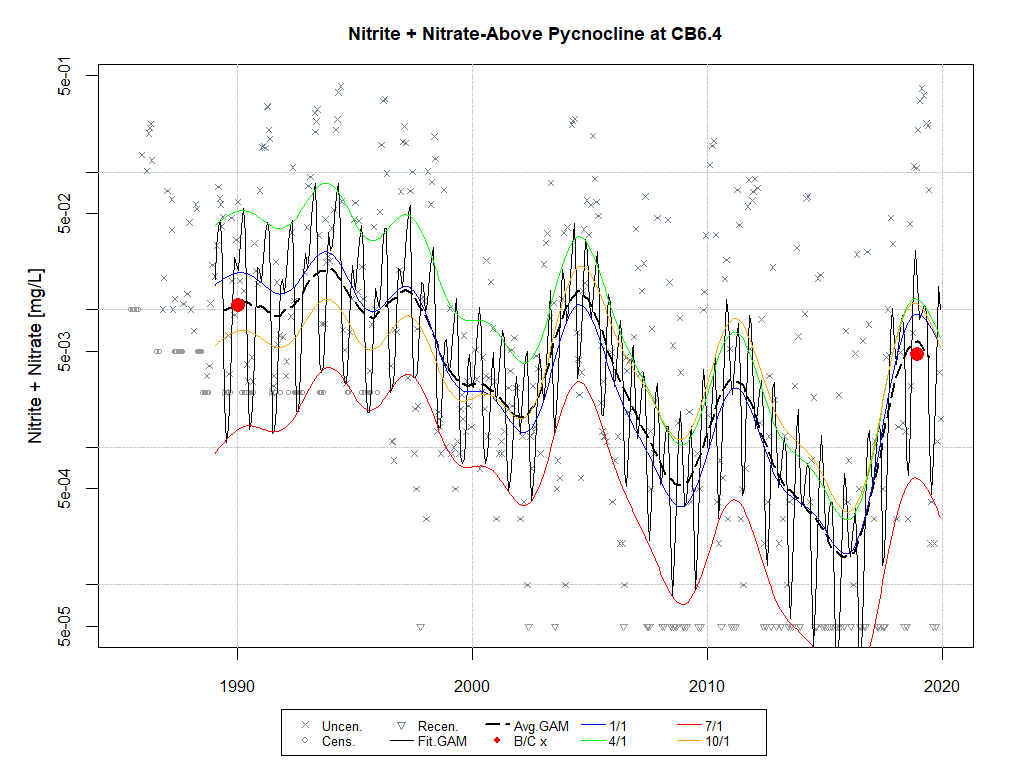 Nitrite + Nitrate-Above Pycnocline at CB6.4
Nitrite + Nitrate [mg/L]
5e-01
5e-02
5e-03
5e-04
5e-05
1990 2000 2010 2020
Uncen. Recen. Avg.GAM 1/1 7/1
Cens. Fit.GAM B/C x 4/1 10/1